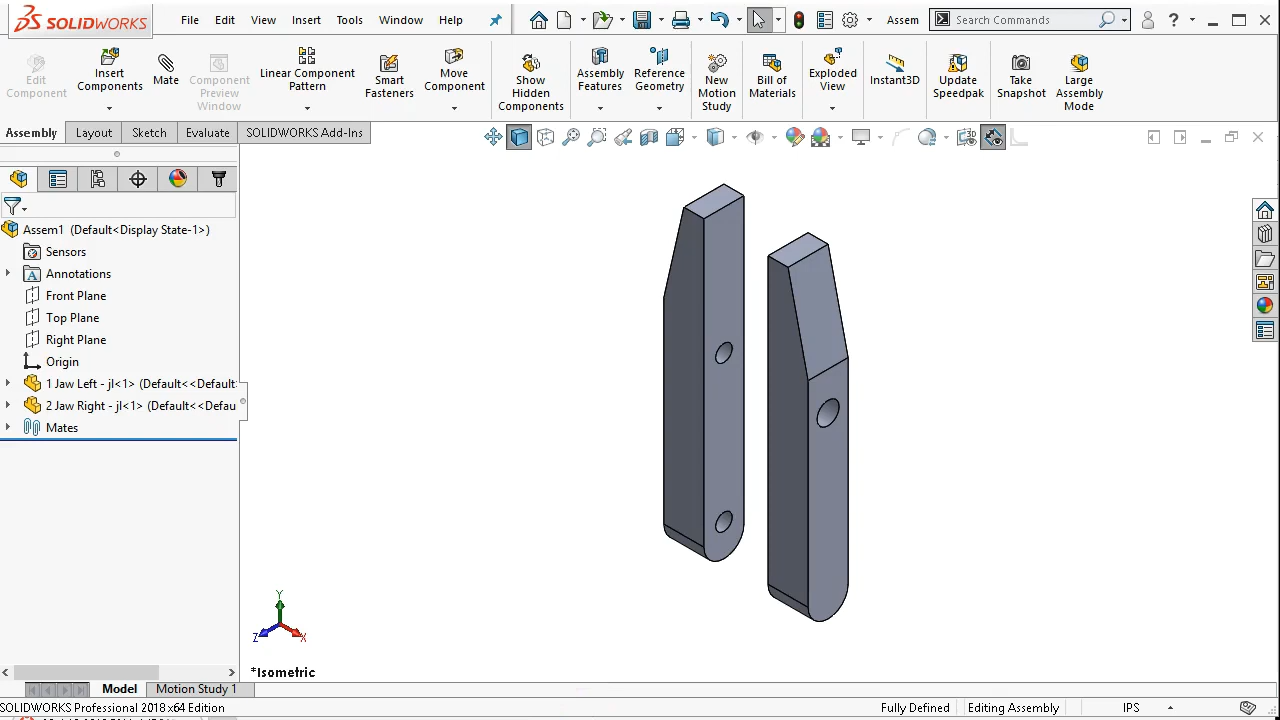 SOLIDWORKS
File Edit View Insert Tools Window Help
Assem
Search Commands
Edit Component
Insert Components
Mate
Component Preview Window
Linear Component Pattern
Smart Fasteners
Move Component
Show Hidden Components
Assembly Features
Reference Geometry
New Motion Study
Bill of Materials
Exploded View
Instant3D
Update Speedpak
Take Snapshot
Large Assembly Mode
Assembly Layout Sketch Evaluate SOLIDWORKS Add-Ins
Assem1 (Default<Display State-1>)
Sensors
Annotations
Front Plane
Top Plane
Right Plane
Origin
1 Jaw Left - jl<1> (Default<<Default
2 Jaw Right - jl<1> (Default<<Defau
Mates
Y
Z
X
*Isometric
Model Motion Study 1
SOLIDWORKS Professional 2018 x64 Edition
Fully Defined Editing Assembly IPS